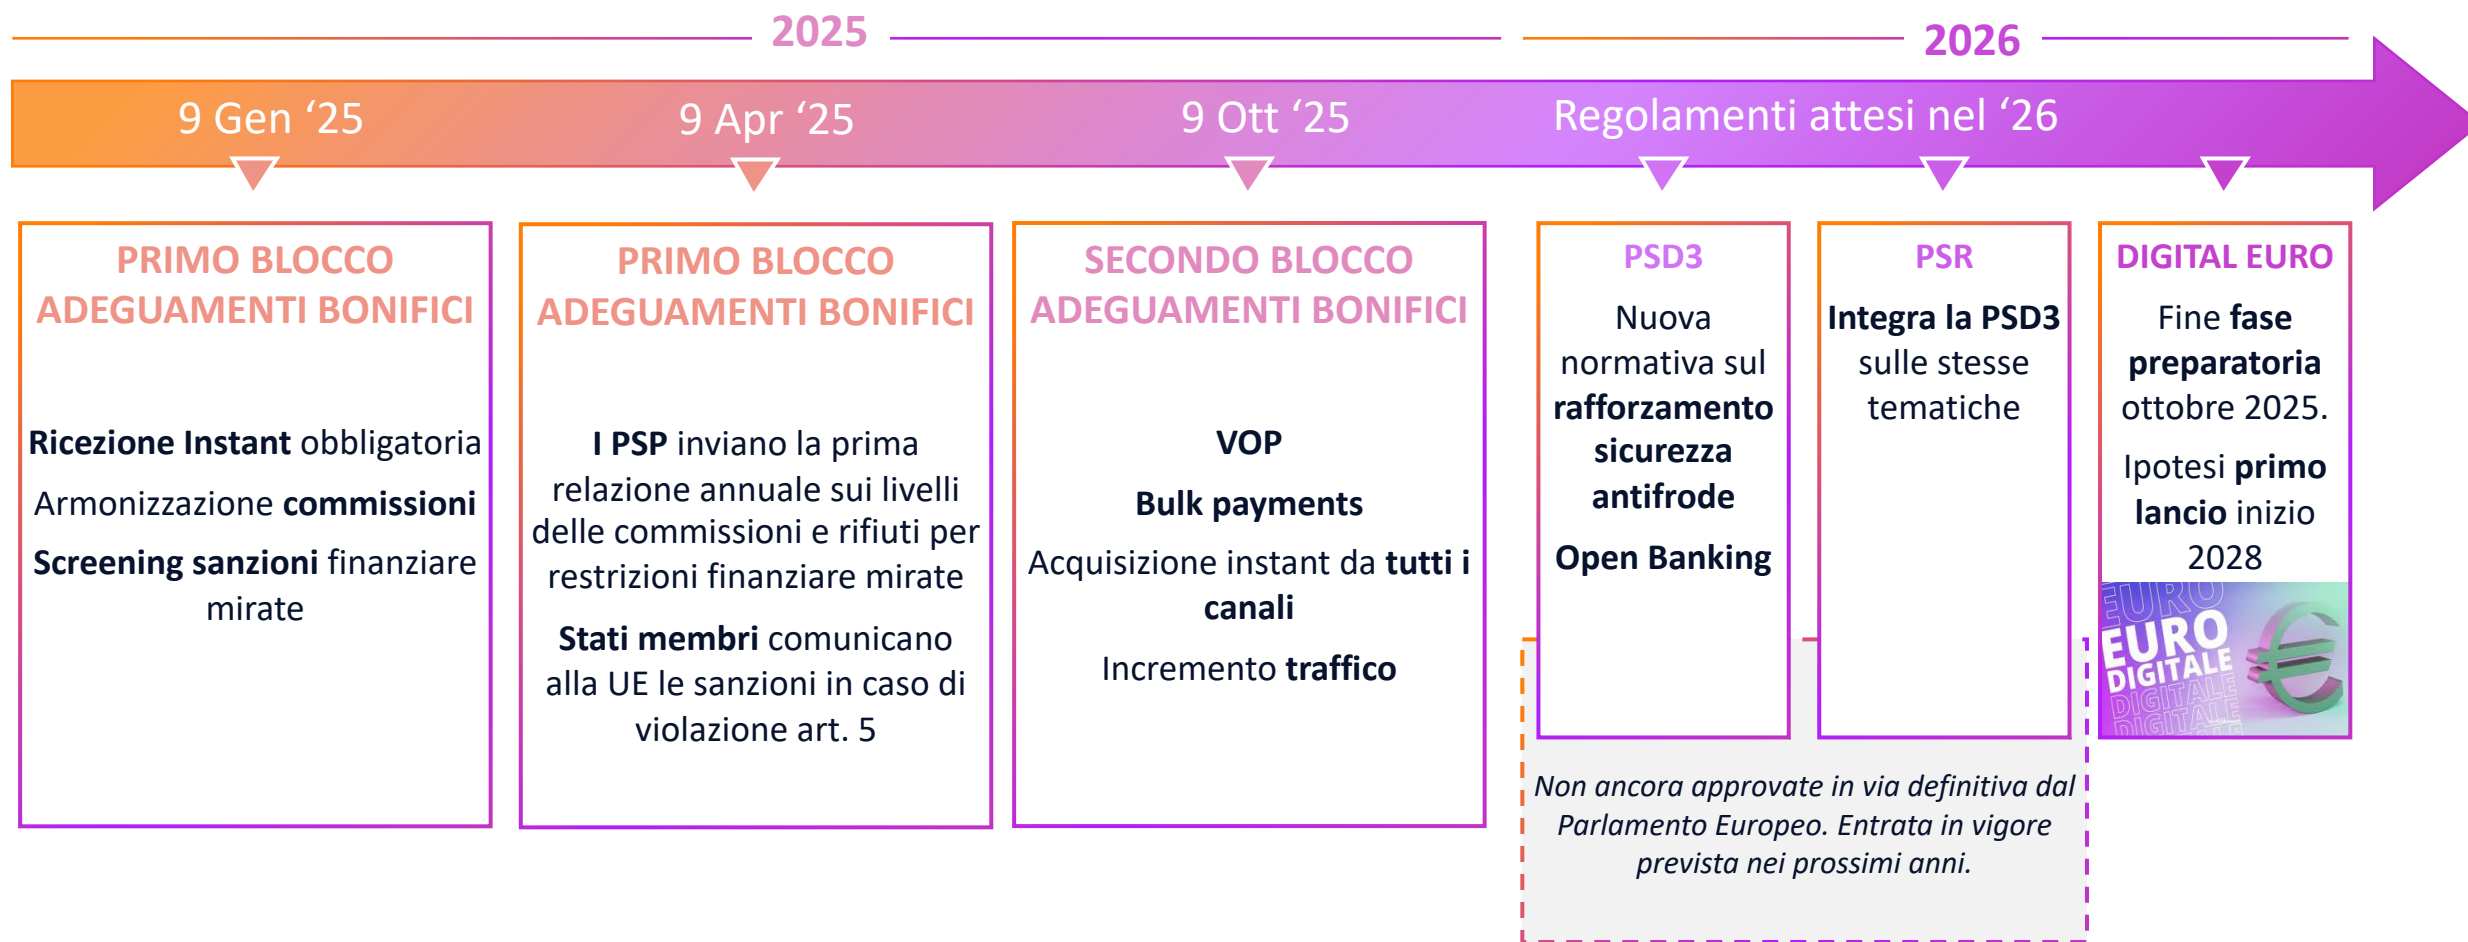 2025
2026
9 Gen ‘25
9 Apr ‘25
9 Ott ‘25
Regolamenti attesi nel ‘26
PRIMO BLOCCO
ADEGUAMENTI BONIFICI
Ricezione Instant obbligatoria
Armonizzazione commissioni
Screening sanzioni finanziare
mirate
PRIMO BLOCCO
ADEGUAMENTI BONIFICI
I PSP inviano la prima
relazione annuale sui livelli
delle commissioni e rifiuti per
restrizioni finanziare mirate
Stati membri comunicano
alla UE le sanzioni in caso di
violazione art. 5
SECONDO BLOCCO
ADEGUAMENTI BONIFICI
VOP
Bulk payments
Acquisizione instant da tutti i
canali
Incremento traffico
PSD3
Nuova
normativa sul
rafforzamento
sicurezza
antifrode
Open Banking
PSR
Integra la PSD3
sulle stesse
tematiche
DIGITAL EURO
Fine fase
preparatoria
ottobre 2025.
Ipotesi primo
lancio inizio
2028
EURO
EURO
DIGITALE
DIGITALE
DIGITALE
€
Non ancora approvate in via definitiva dal
Parlamento Europeo. Entrata in vigore
prevista nei prossimi anni.